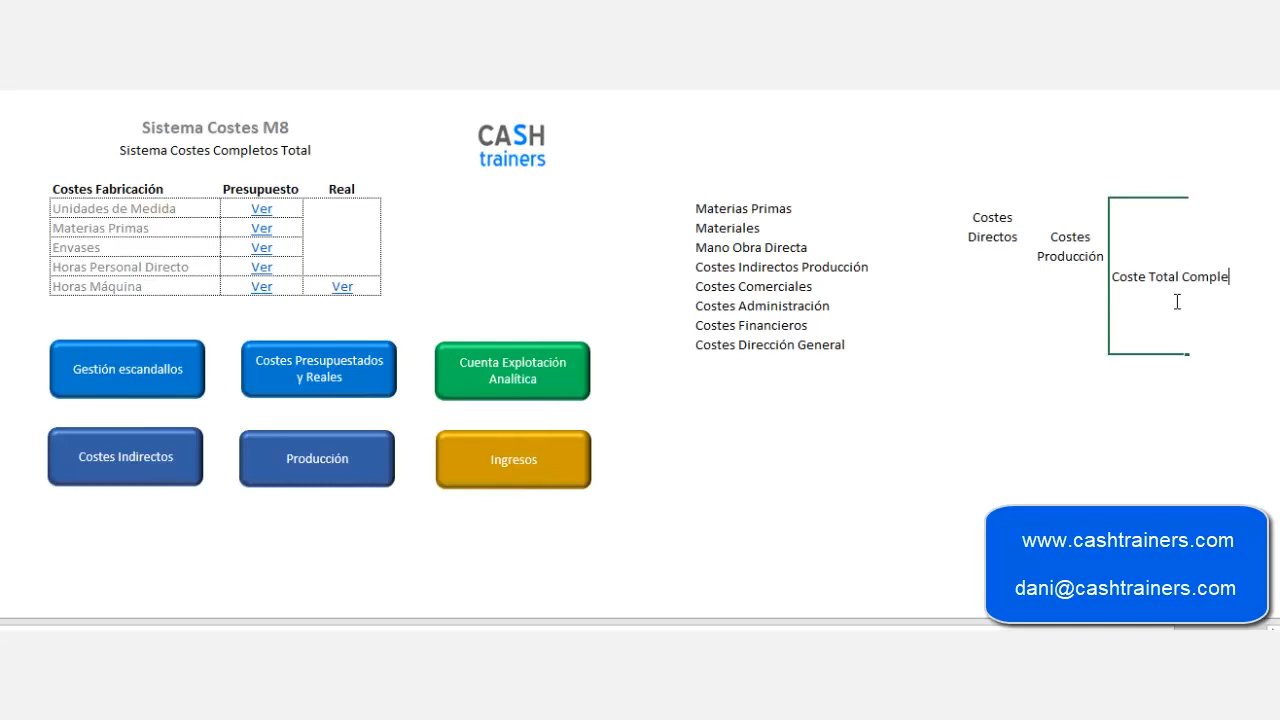 Sistema Costes M8
Sistema Costes Completos Total
CASH
trainers
Costes Fabricación Presupuesto Real
Unidades de Medida Ver
Materias Primas Ver
Envases Ver
Horas Personal Directo Ver
Horas Máquina Ver Ver
Gestión escandallos
Costes Presupuestados
y Reales
Cuenta Explotación
Analítica
Costes Indirectos
Producción
Ingresos
Materias Primas
Materiales
Mano Obra Directa
Costes Indirectos Producción
Costes Comerciales
Costes Administración
Costes Financieros
Costes Dirección General
Costes
Directos
Costes
Producción
Coste Total Comple
www.cashtrainers.com
dani@cashtrainers.com